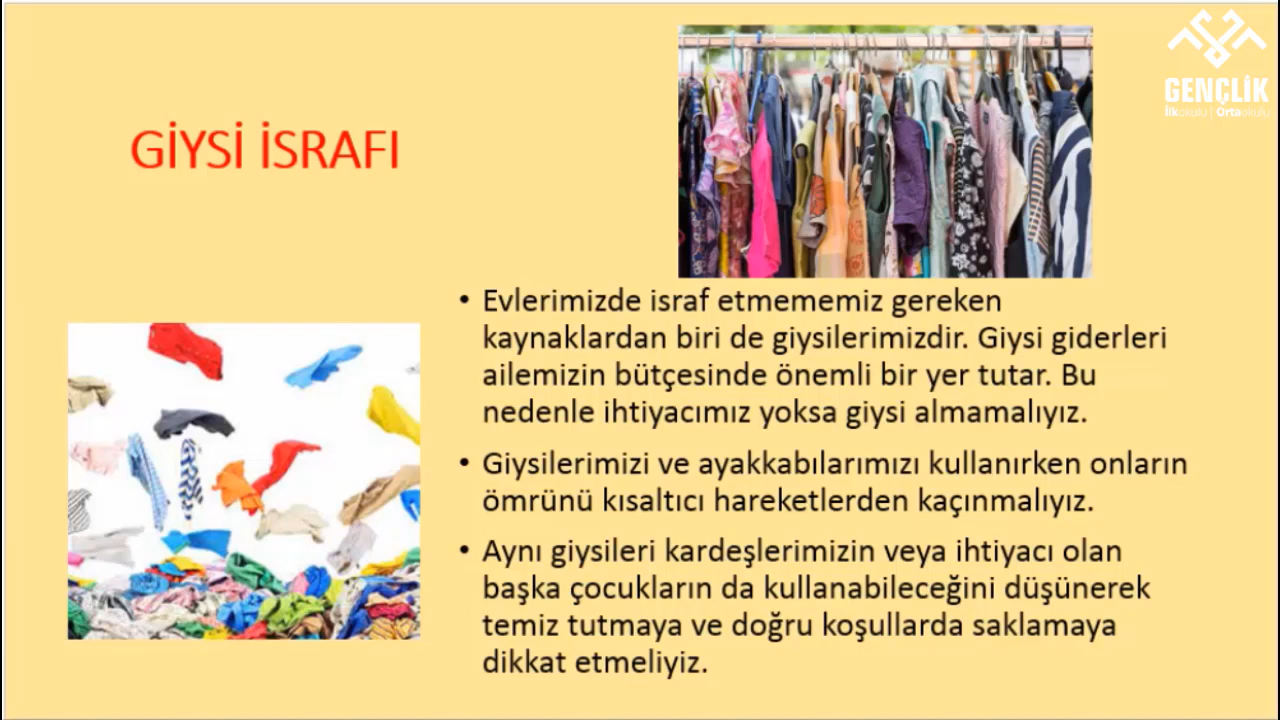 GENÇLİK
İlkokulu | Ortaokulu
GİYSİ İSRAFI
• Evlerimizde israf etmememiz gereken
kaynaklardan biri de giysilerimizdir. Giysi giderleri
ailemizin bütçesinde önemli bir yer tutar. Bu
nedenle ihtiyacımız yoksa giysi almamalıyız.
• Giysilerimizi ve ayakkabılarımızı kullanırken onların
ömrünü kısaltıcı hareketlerden kaçınmalıyız.
• Aynı giysileri kardeşlerimizin veya ihtiyacı olan
başka çocukların da kullanabileceğini düşünerek
temiz tutmaya ve doğru koşullarda saklamaya
dikkat etmeliyiz.